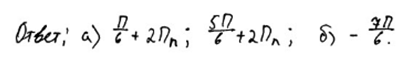 Ответ: а) π/6 + 2πn; 5π/6 + 2πn; б) - 7π/6.